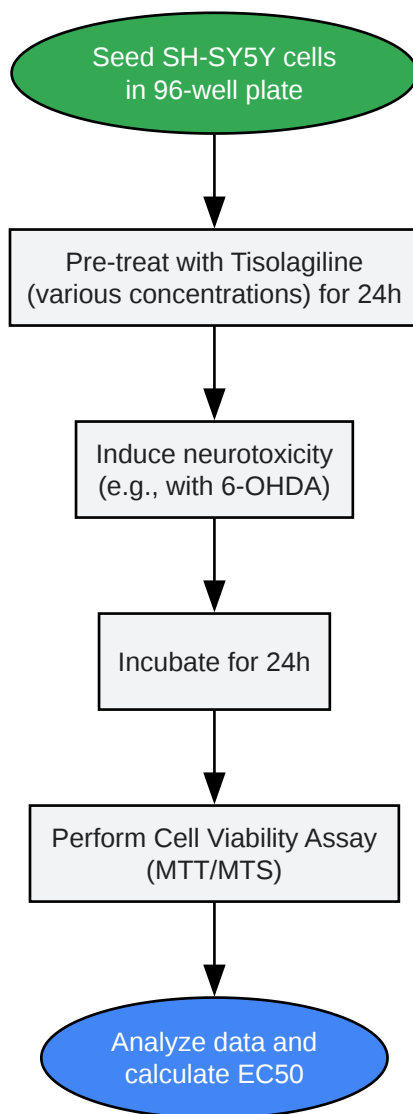 Seed SH-SY5Y cells
in 96-well plate
Pre-treat with Tisolagiline
(various concentrations) for 24h
Induce neurotoxicity
(e.g., with 6-OHDA)
Incubate for 24h
Perform Cell Viability Assay
(MTT/MTS)
Analyze data and
calculate EC50